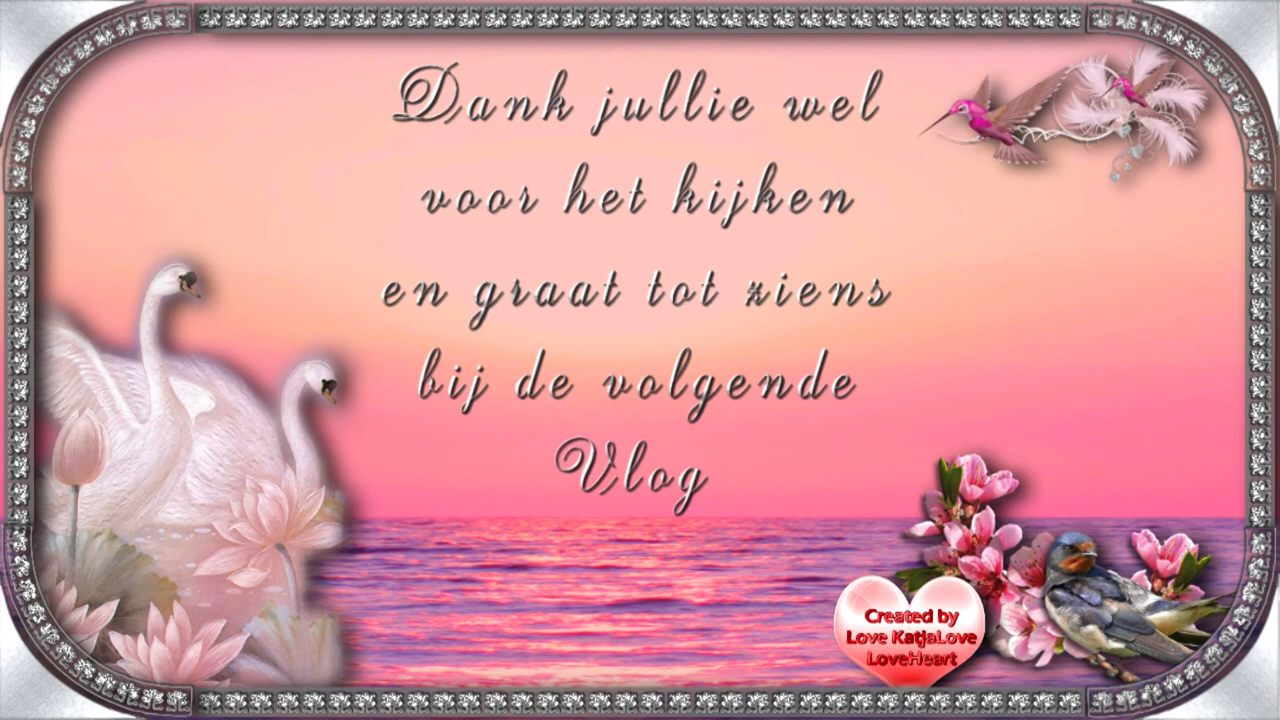 Dank jullie wel
voor het kijken
en graat tot ziens
bij de volgende
Vlog
Created by
Love KatjaLove
LoveHeart